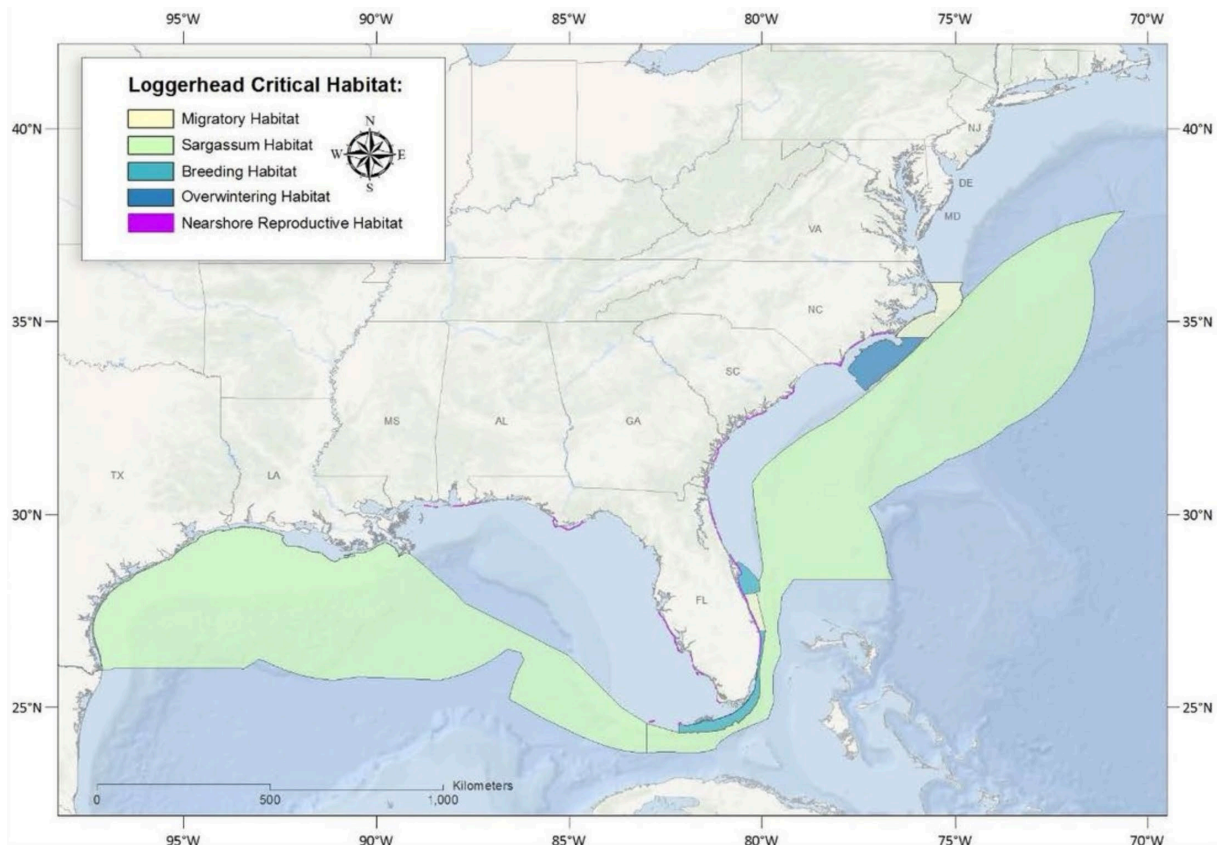 95°W 90°W 85°W 80°W 75°W 70°W
Loggerhead Critical Habitat:
Migratory Habitat
Sargassum Habitat
Breeding Habitat
Overwintering Habitat
Nearshore Reproductive Habitat
N
W E
S
40°N 40°N
NJ
DE
MD
VA
35°N 35°N
NC
SC
MS AL GA
TX LA
30°N 30°N
FL
25°N 25°N
Kilometers
0 500 1,000
95°W 90°W 85°W 80°W 75°W 70°W